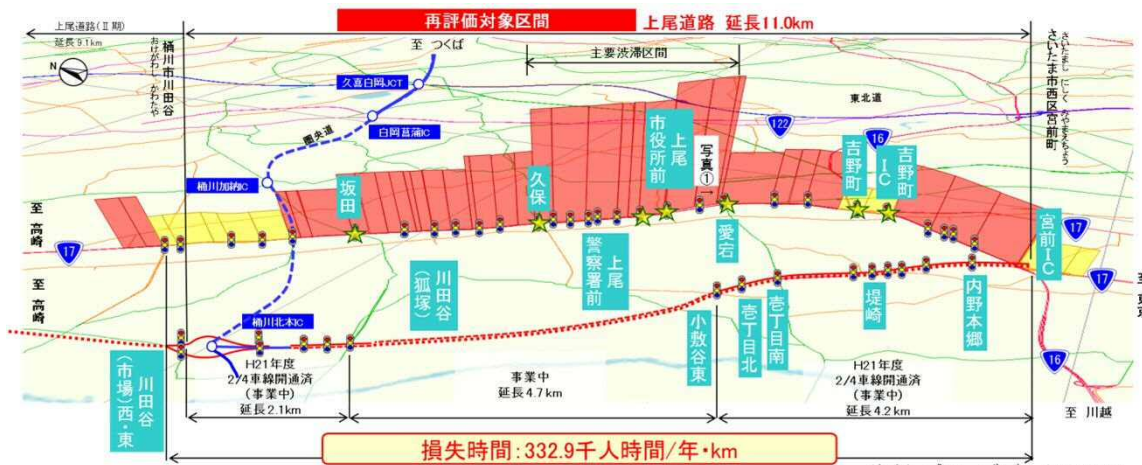 再評価対象区間
上尾道路 延長11.0km
上尾道路(Ⅱ期)
延長9.1km
桶川市川田谷
おけがわし かわたや
N
至 つくば
主要渋滞区間
さいたま市西区宮前町
さいたまし にしく みやまえちょう
久喜白岡JCT
東北道
122
16
白岡菖蒲IC
圏央道
桶川加納IC
坂田
久保
上尾市役所前
写真①→
愛宕
吉野町
吉野町IC
宮前IC
至 高崎
17
17
17
至 高崎
川田谷(狐塚)
上尾警察署前
桶川北本IC
小敷谷東
壱丁目北
壱丁目南
堤崎
内野本郷
16
至 川越
川田谷(市場)西・東
H21年度
2/4車線開通済
(事業中)
延長2.1km
事業中
延長4.7km
H21年度
2/4車線開通済
(事業中)
延長4.2km
損失時間:332.9千人時間/年・km